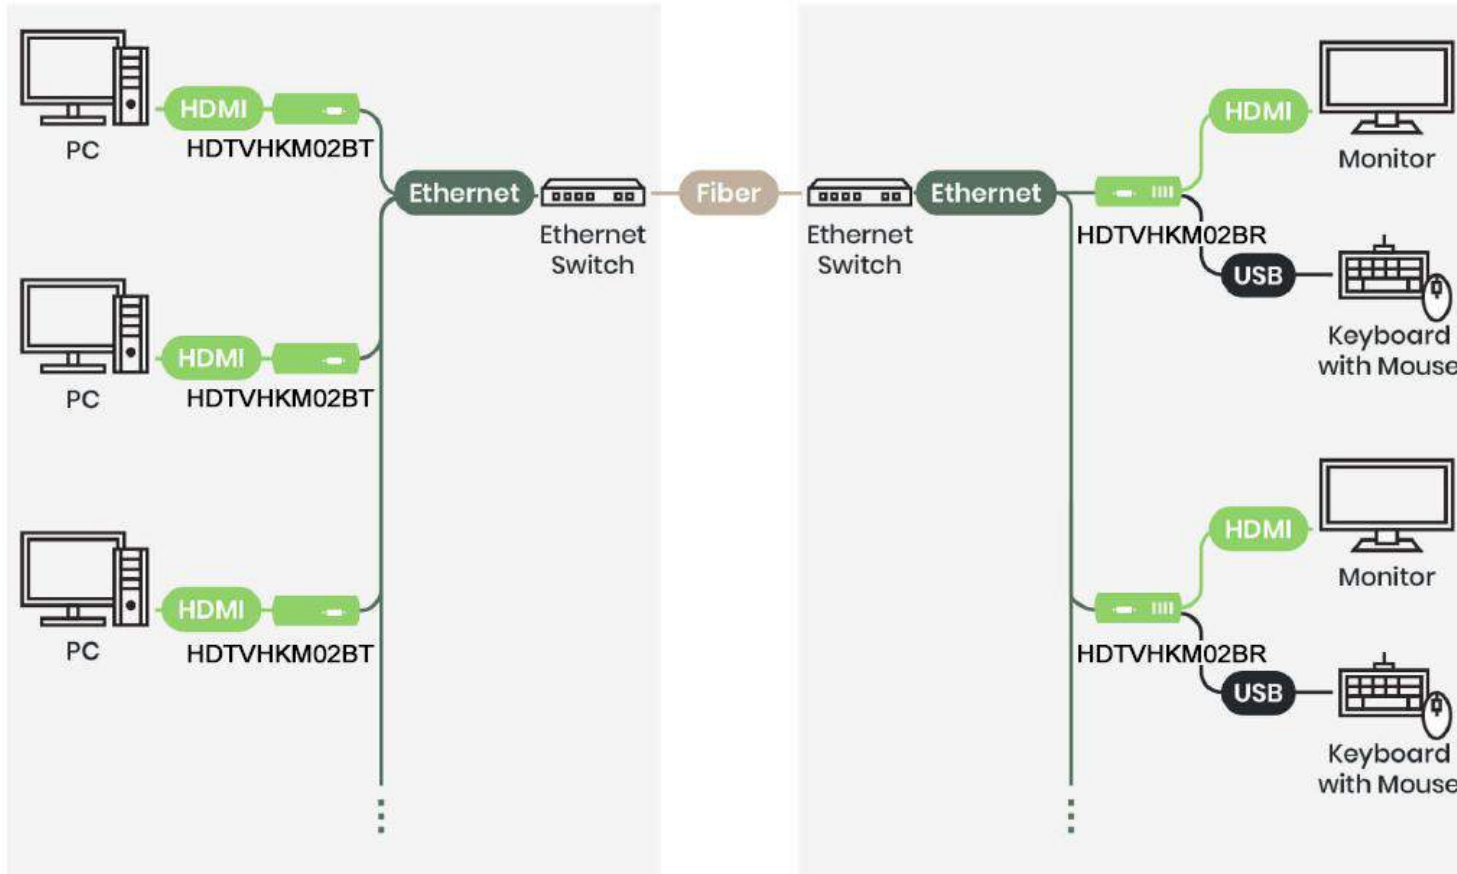 HDMI
PC
HDTVHKM02BT
HDMI
PC
HDTVHKM02BT
HDMI
PC
HDTVHKM02BT
Ethernet
Ethernet
Switch
Fiber
Ethernet
Switch
Ethernet
HDTVHKM02BR
HDMI
Monitor
USB
Keyboard
with Mouse
HDTVHKM02BR
HDMI
Monitor
USB
Keyboard
with Mouse